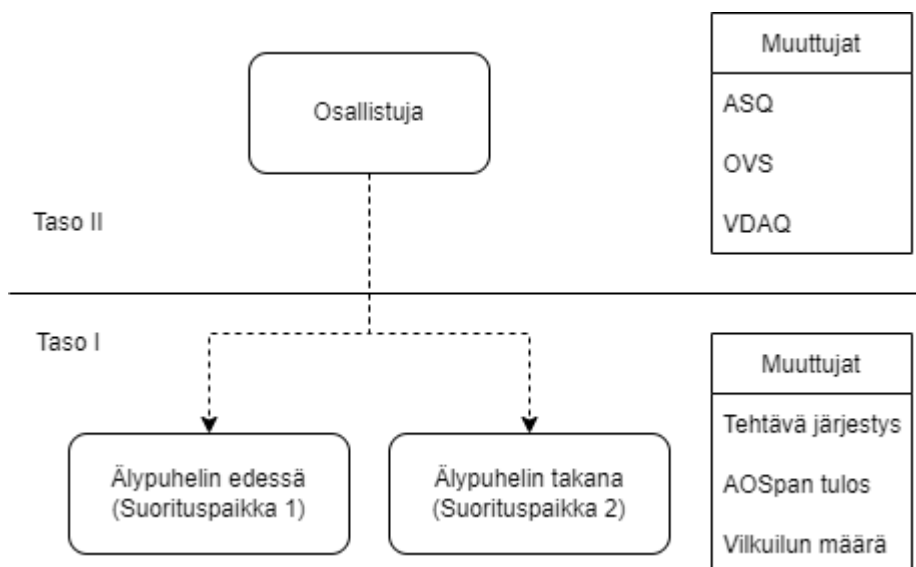 Muuttujat
Osallistuja
ASQ
OVS
VDAQ
Taso II
Taso I
Muuttujat
Tehtävä järjestys
Älypuhelin edessä
(Suorituspaikka 1)
Älypuhelin takana
(Suorituspaikka 2)
AOSpan tulos
Vilkuilun määrä